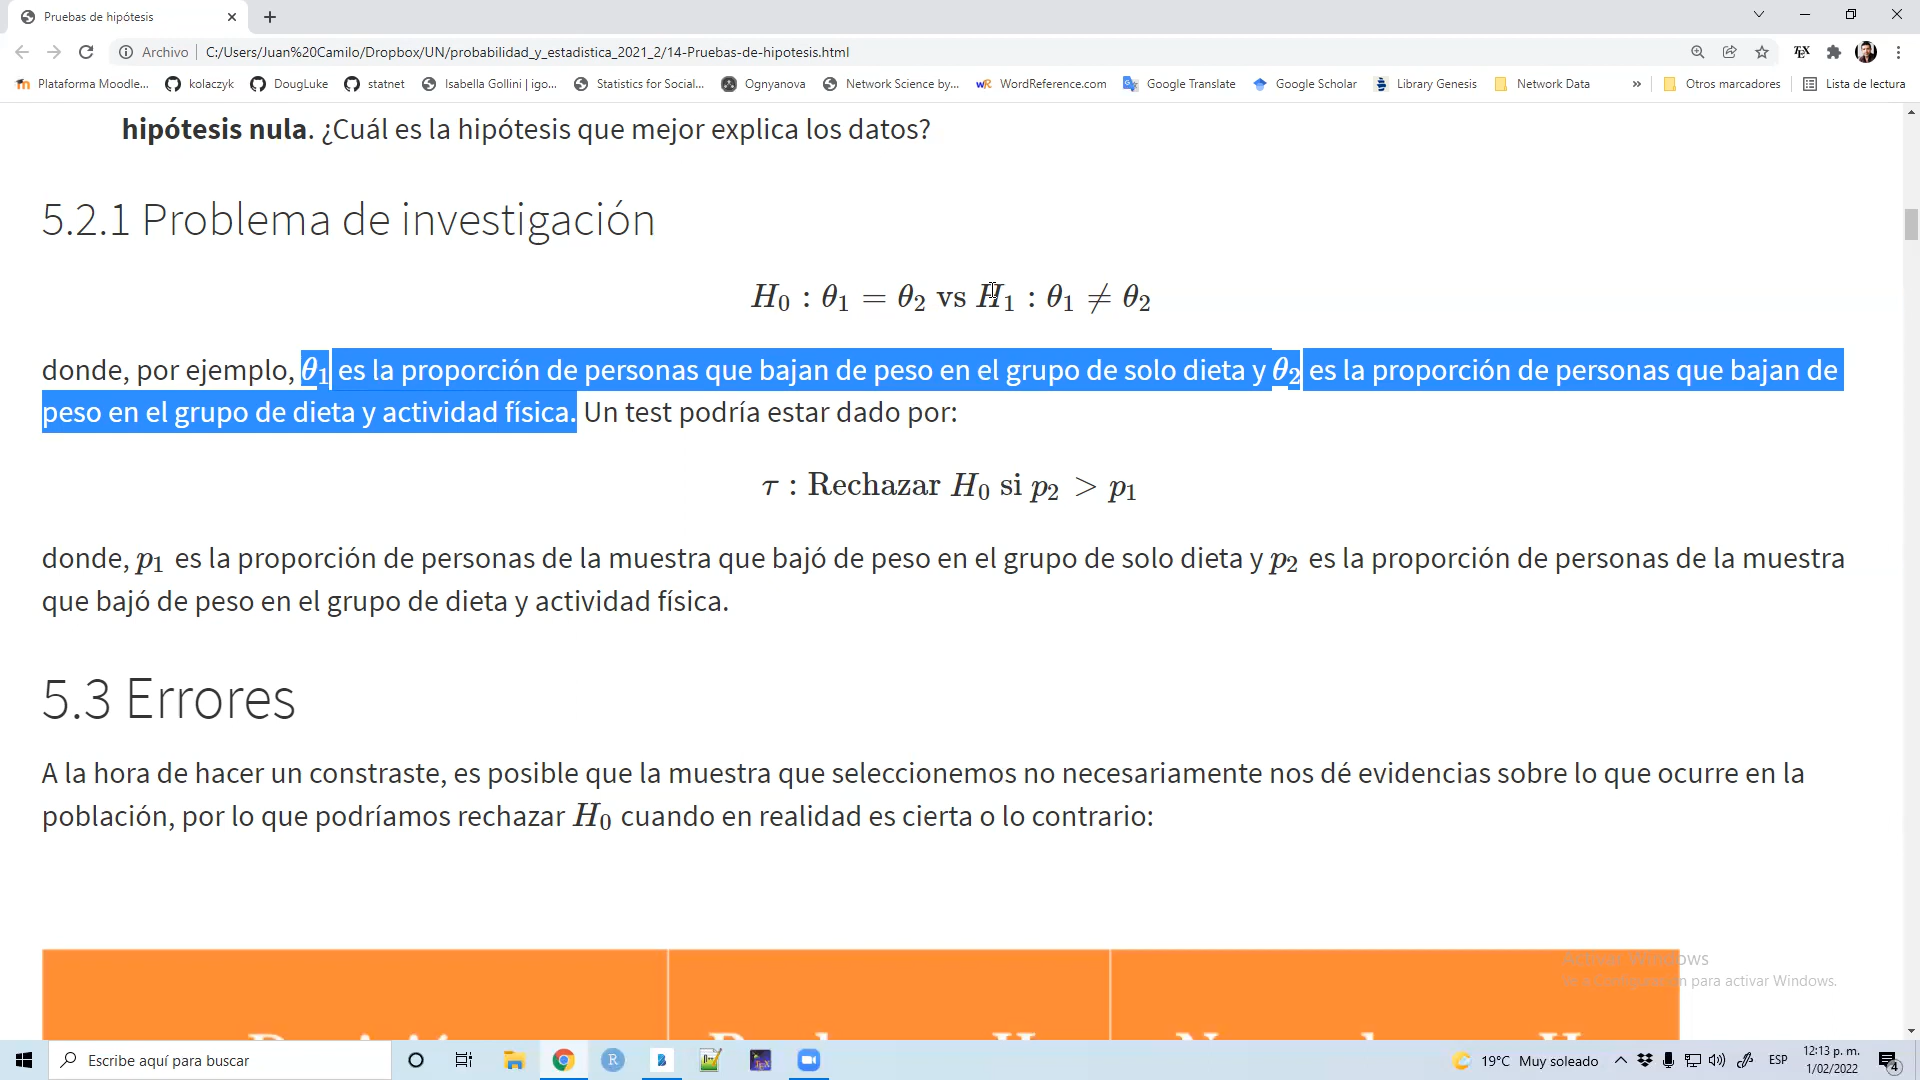 Pruebas de hipótesis
Archivo C:/Users/Juan%20Camilo/Dropbox/UN/probabilidad_y_estadistica_2021_2/14-Pruebas-de-hipotesis.html
Plataforma Moodle... kolaczyk DougLuke statnet Isabella Gollini | igo... Statistics for Social... Ognyanova Network Science by... WordReference.com Google Translate Google Scholar Library Genesis Network Data » Otros marcadores Lista de lectura
hipótesis nula. ¿Cuál es la hipótesis que mejor explica los datos?
5.2.1 Problema de investigación
H₀ : θ₁ = θ₂ vs H₁ : θ₁ ≠ θ₂
donde, por ejemplo, θ₁ es la proporción de personas que bajan de peso en el grupo de solo dieta y θ₂ es la proporción de personas que bajan de
peso en el grupo de dieta y actividad física. Un test podría estar dado por:
τ : Rechazar H₀ si p₂ > p₁
donde, p₁ es la proporción de personas de la muestra que bajó de peso en el grupo de solo dieta y p₂ es la proporción de personas de la muestra
que bajó de peso en el grupo de dieta y actividad física.
5.3 Errores
A la hora de hacer un constraste, es posible que la muestra que seleccionemos no necesariamente nos dé evidencias sobre lo que ocurre en la
población, por lo que podríamos rechazar H₀ cuando en realidad es cierta o lo contrario:
Activar Windows
para activar Windows.
Escribe aquí para buscar
19°C Muy soleado ESP 12:13 p. m.
1/02/2022
4